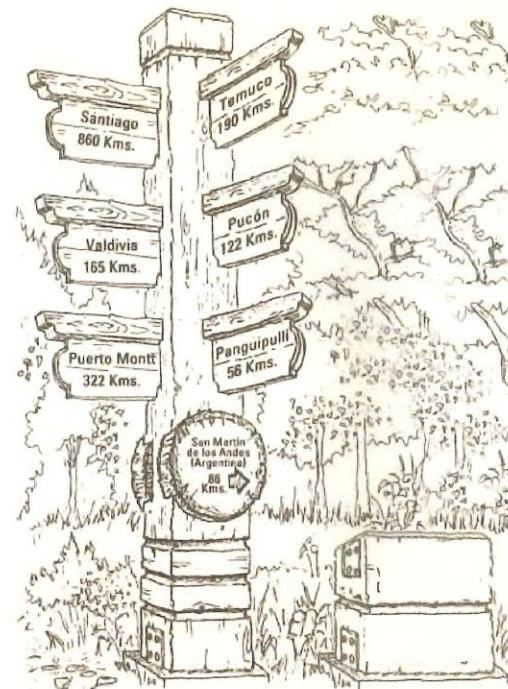 Santiago
860 Kms.
Temuco
190 Kms.
Valdivia
165 Kms.
Pucón
122 Kms.
Puerto Montt
322 Kms.
Panguipulli
56 Kms.
San Martín
de los Andes
(Argentina)
86
Kms.